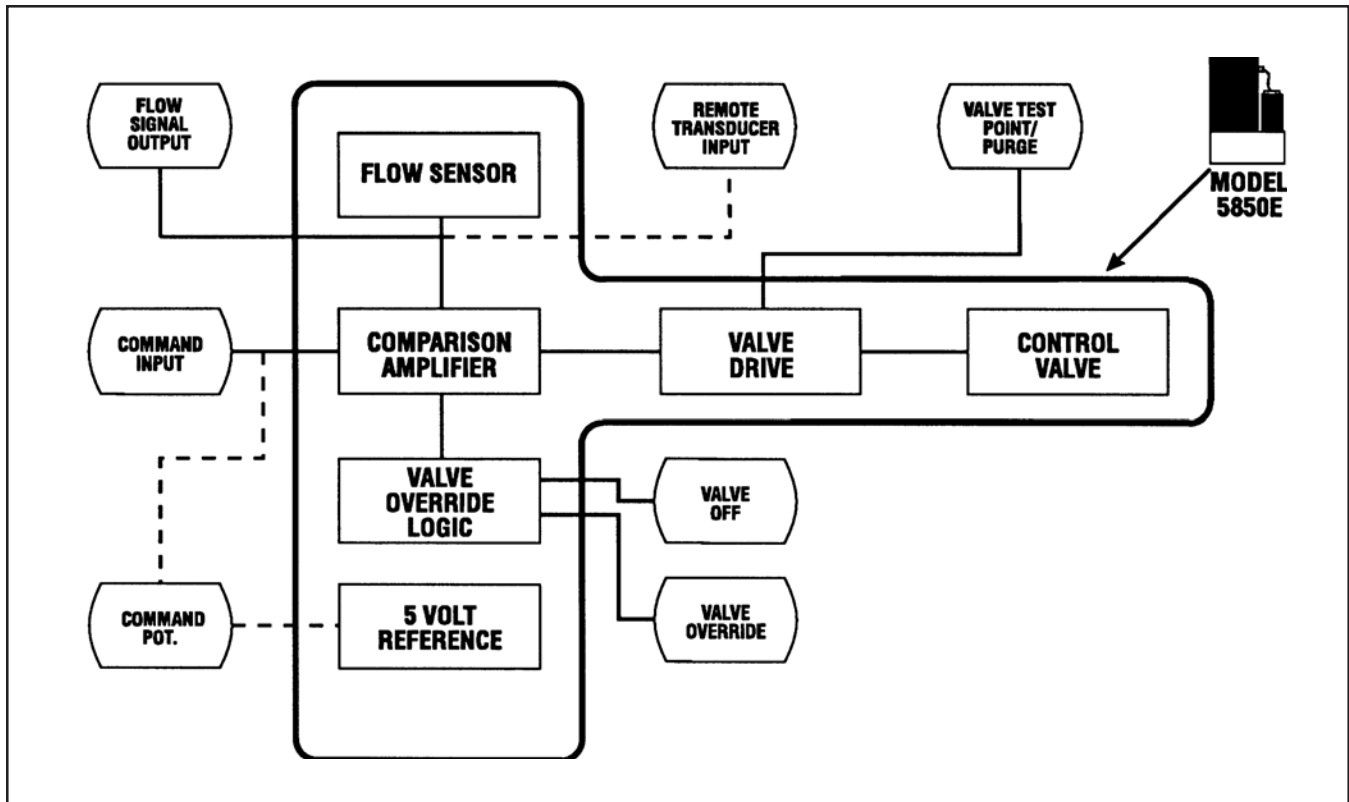 FLOW
SIGNAL
OUTPUT
REMOTE
TRANSDUCER
INPUT
VALVE TEST
POINT/
PURGE
MODEL
5850E
FLOW SENSOR
COMMAND
INPUT
COMPARISON
AMPLIFIER
VALVE
DRIVE
CONTROL
VALVE
VALVE
OVERRIDE
LOGIC
VALVE
OFF
COMMAND
POT.
5 VOLT
REFERENCE
VALVE
OVERRIDE